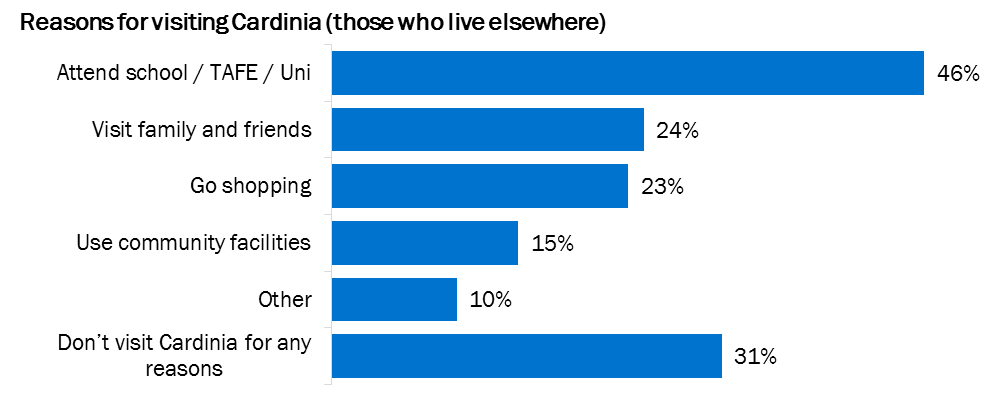 Reasons for visiting Cardinia (those who live elsewhere)
Attend school / TAFE / Uni 46%
Visit family and friends 24%
Go shopping 23%
Use community facilities 15%
Other 10%
Don’t visit Cardinia for any
reasons 31%